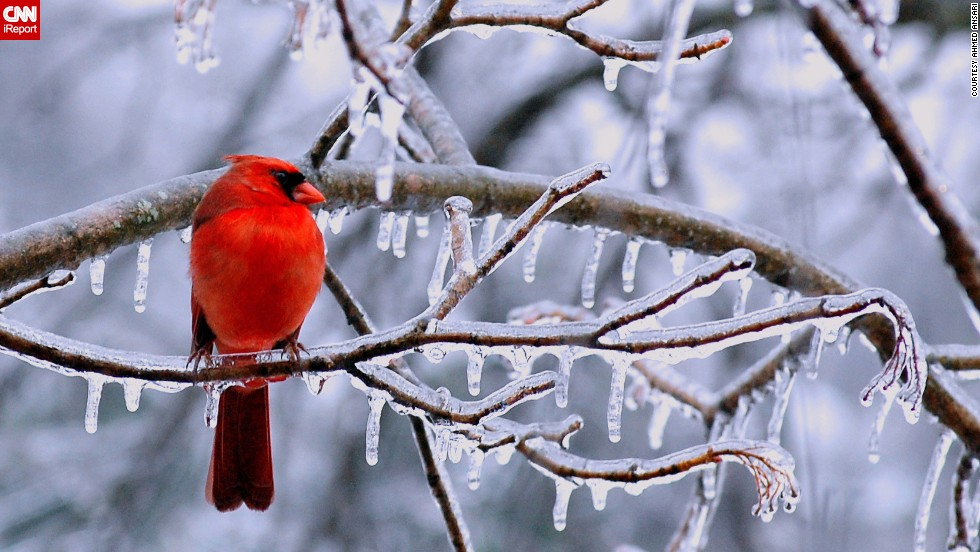 CNN
iReport
COURTESY AHMED ANSARI